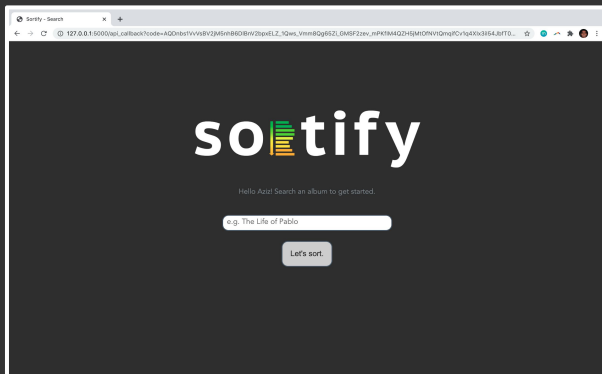 Sortify - Search
127.0.0.1:5000/api_callback?code=
sortify
Hello Aziz! Search an album to get started.
e.g. The Life of Pablo
Let's sort.